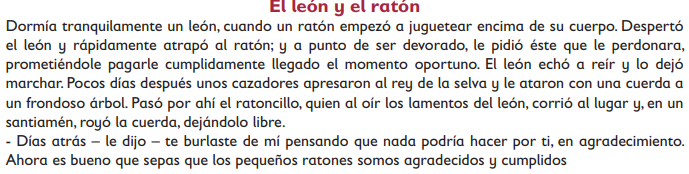 El león y el ratón
Dormía tranquilamente un león, cuando un ratón empezó a juguetear encima de su cuerpo. Despertó
el león y rápidamente atrapó al ratón; y a punto de ser devorado, le pidió éste que le perdonara,
prometiéndole pagarle cumplidamente llegado el momento oportuno. El león echó a reír y lo dejó
marchar. Pocos días después unos cazadores apresaron al rey de la selva y le ataron con una cuerda a
un frondoso árbol. Pasó por ahí el ratoncillo, quien al oír los lamentos del león, corrió al lugar y, en un
santiamén, royó la cuerda, dejándolo libre.
- Días atrás – le dijo – te burlaste de mí pensando que nada podría hacer por ti, en agradecimiento.
Ahora es bueno que sepas que los pequeños ratones somos agradecidos y cumplidos